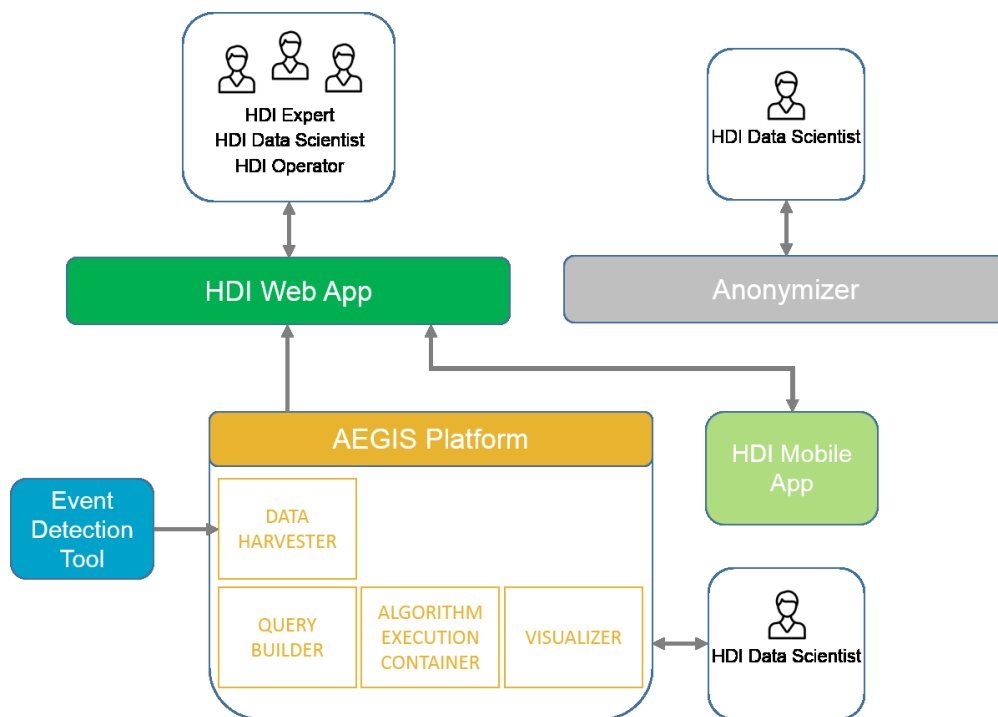 HDI Expert
HDI Data Scientist
HDI Operator
HDI Data Scientist
HDI Web App
Anonymizer
AEGIS Platform
HDI Mobile
App
Event
Detection
Tool
DATA
HARVESTER
QUERY
BUILDER
ALGORITHM
EXECUTION
CONTAINER
VISUALIZER
HDI Data Scientist